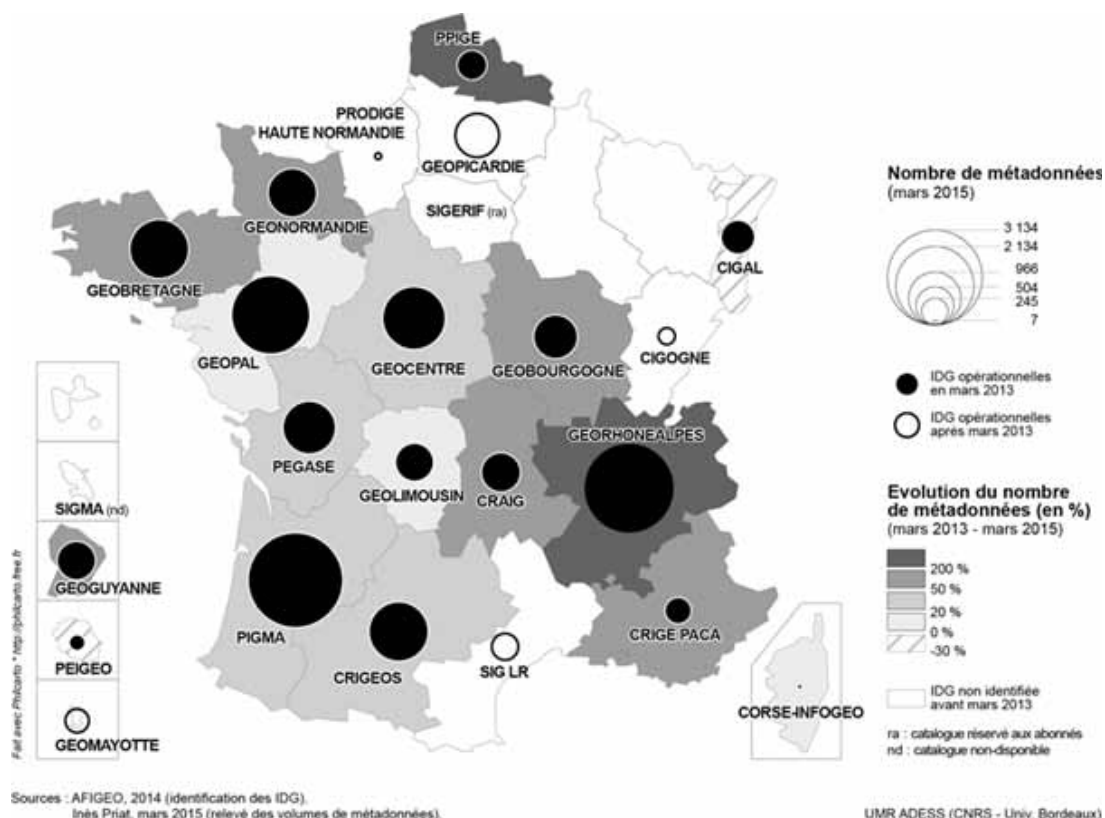 PPIGE
PRODIGE
HAUTE NORMANDIE
GEOPICARDIE
GEONORMANDIE
SIGERIF (ra)
CIGAL
GEOBRETAGNE
GEOPAL
GEOCENTRE
GEOBOURGOGNE
CIGOGNE
PEGASE
GEOLIMOUSIN
CRAIG
GEORHONEALPES
PIGMA
CRIGEOS
SIG LR
CRIGE PACA
CORSE-INFOGEO
SIGMA (nd)
GEOGUYANNE
PEIGEO
GEOMAYOTTE
Fait avec Philcarto * http://philcarto.free.fr
Nombre de métadonnées
(mars 2015)
3 134
2 134
966
504
245
7
IDG opérationnelles
en mars 2013
IDG opérationnelles
après mars 2013
Evolution du nombre
de métadonnées (en %)
(mars 2013 - mars 2015)
200 %
50 %
20 %
0 %
-30 %
IDG non identifiée
avant mars 2013
ra : catalogue réservé aux abonnés
nd : catalogue non-disponible
Sources : AFIGEO, 2014 (identification des IDG).
Inès Priat, mars 2015 (relevé des volumes de métadonnées).
UMR ADESS (CNRS - Univ. Bordeaux)